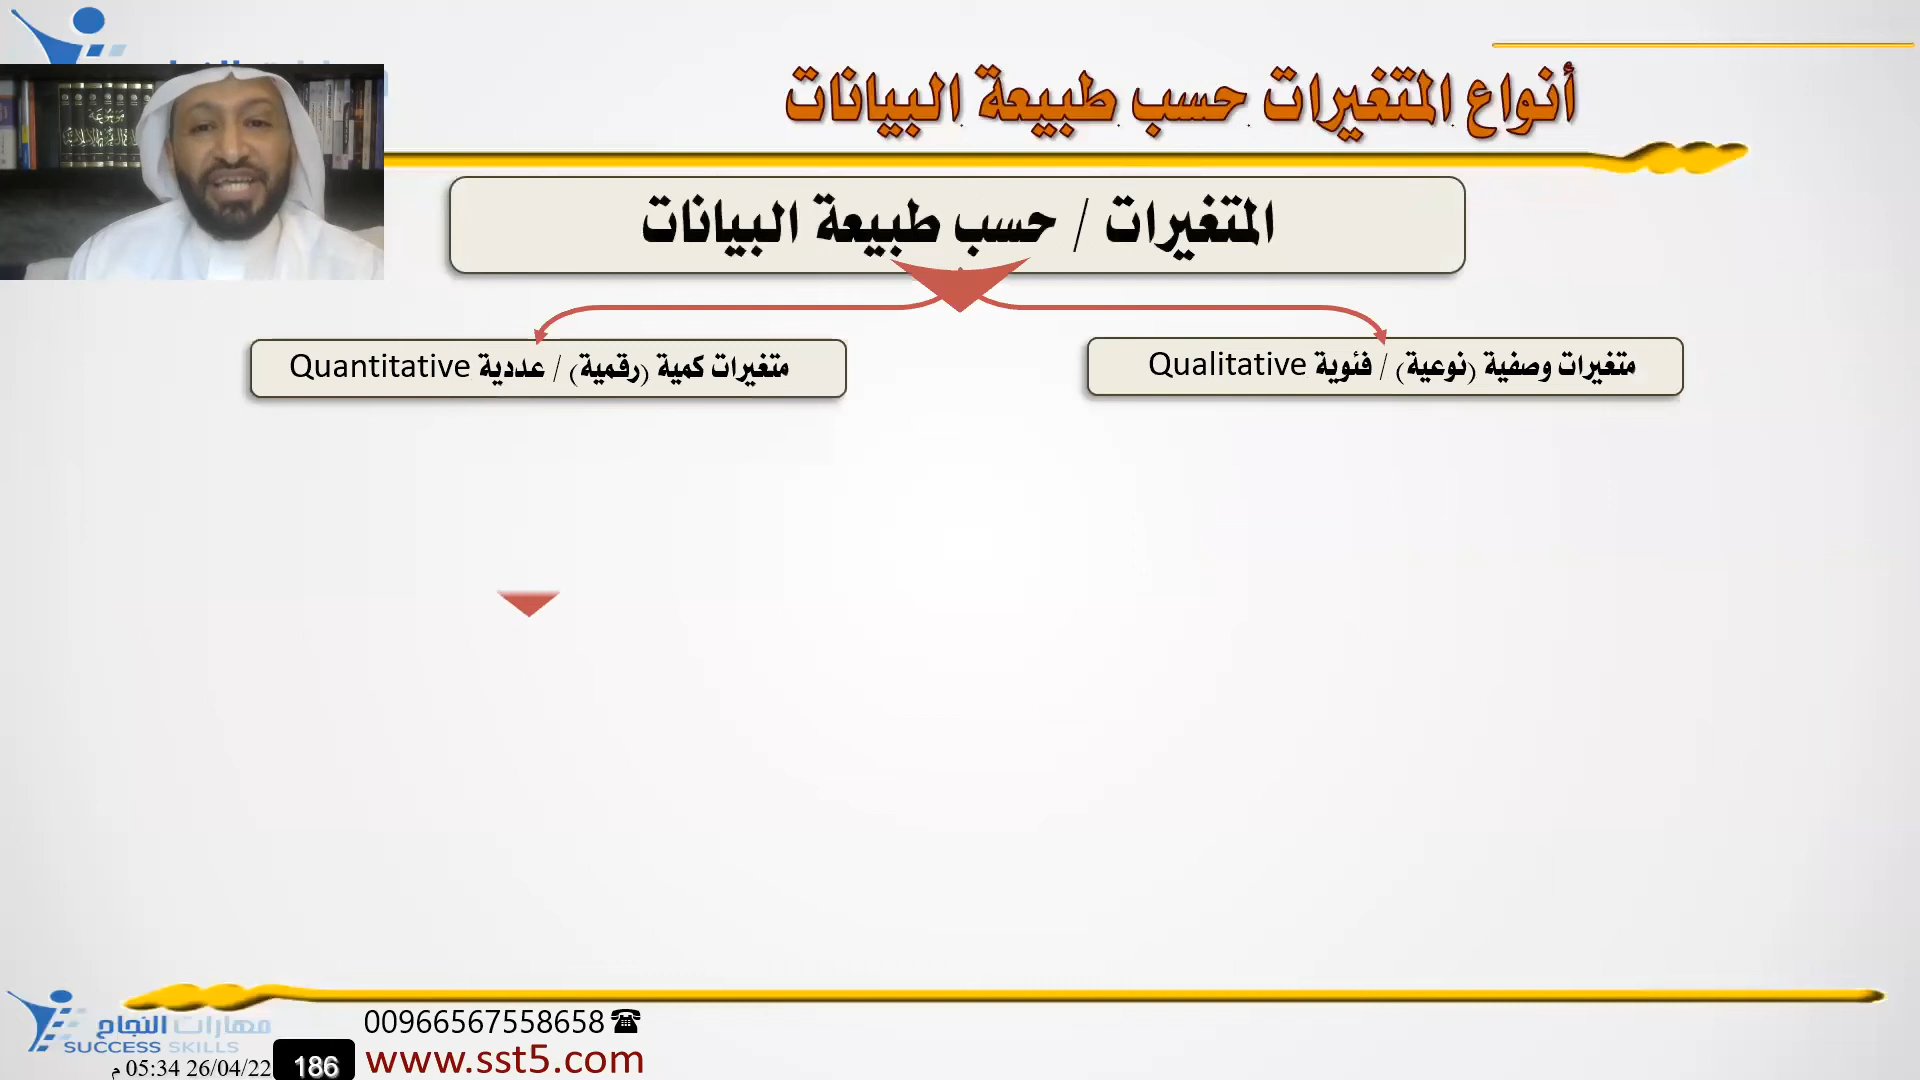 أنواع المتغيرات حسب طبيعة البيانات
المتغيرات / حسب طبيعة البيانات
متغيرات وصفية (نوعية) / فئوية Qualitative
متغيرات كمية (رقمية) / عددية Quantitative
مهارات النجاح
SUCCESS SKILLS
05:34 26/04/22 م
186
00966567558658 ☎
www.sst5.com